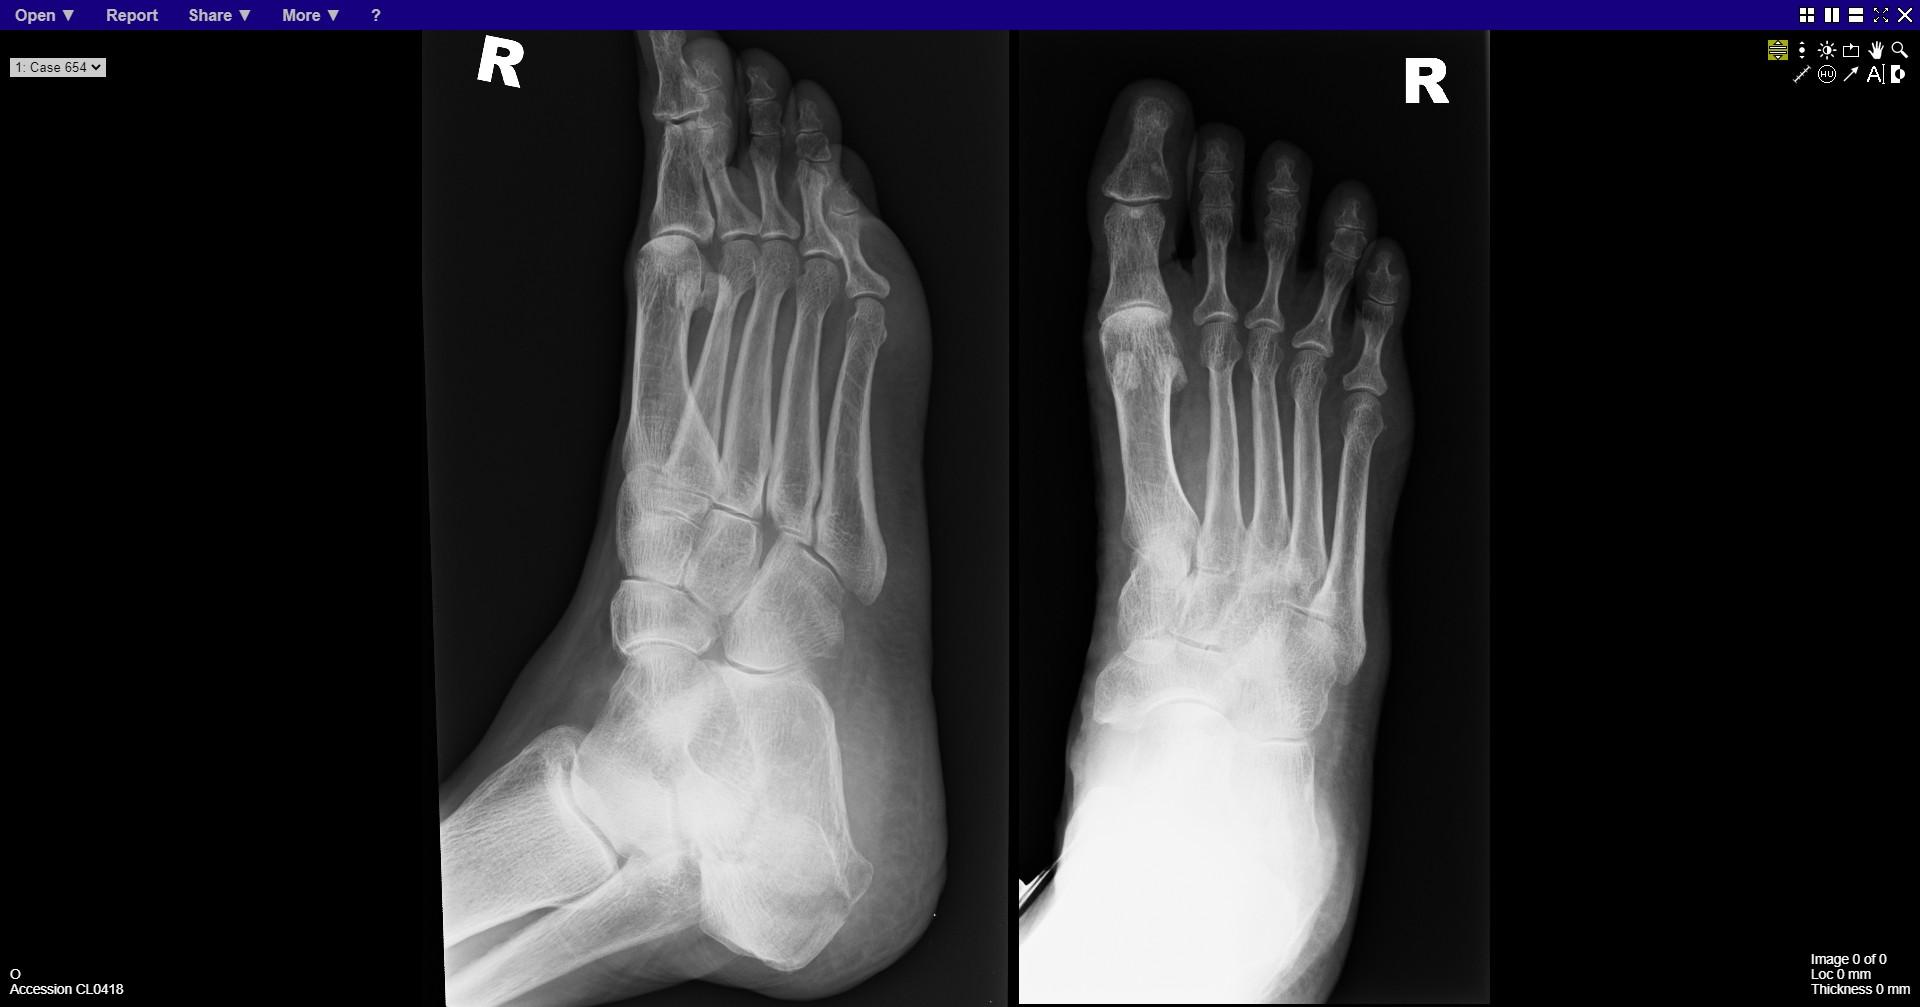 Open ▼ Report Share ▼ More ▼ ?
1: Case 654
R
R
HU
A
O
Accession CL0418
Image 0 of 0
Loc 0 mm
Thickness 0 mm